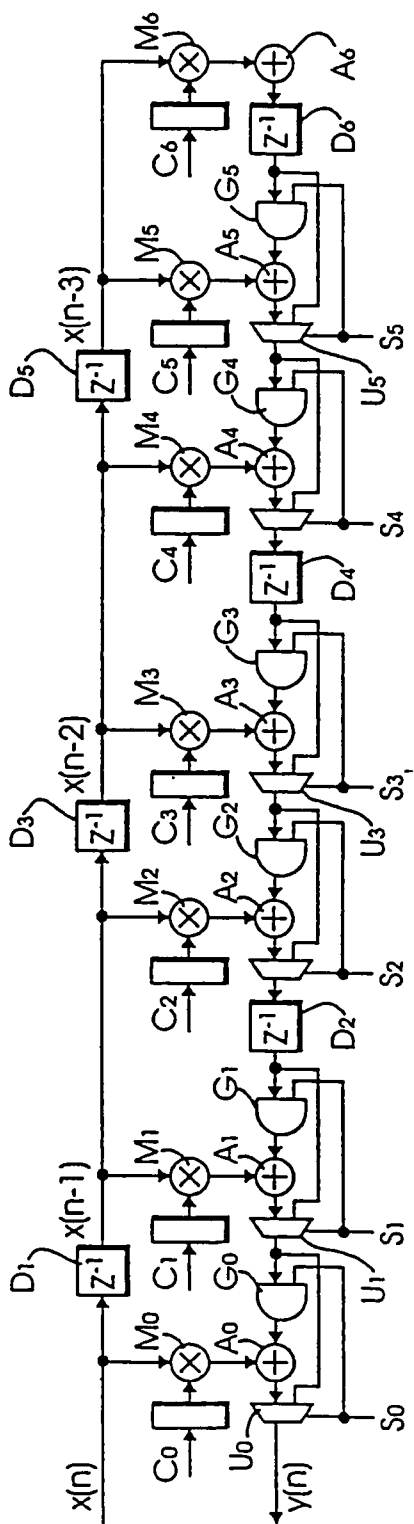 D1
D3
D5
x(n)
Z-1
x(n-1)
Z-1
x(n-2)
Z-1
x(n-3)
M0
M1
M2
M3
M4
M5
M6
C0
C1
C2
C3
C4
C5
C6
A0
A1
A2
A3
A4
A5
A6
G0
G1
G2
G3
G4
G5
y(n)
Z-1
Z-1
Z-1
U0
U1
D2
U3
D4
U5
D6
S0
S1
S2
S3
S4
S5